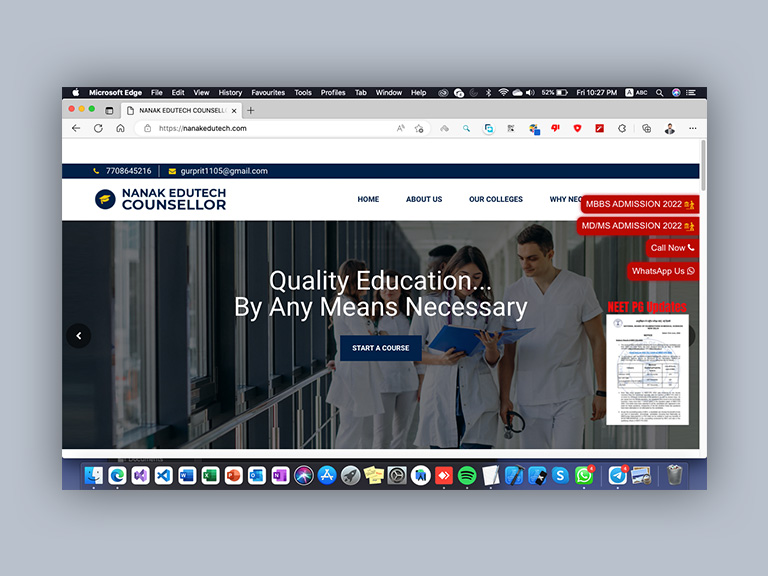 Microsoft Edge File Edit View History Favourites Tools Profiles Tab Window Help 52% Fri 10:27 PM A ABC
NANAK EDUTECH COUNSELL
https://nanakedutech.com
7708645216 gurprit1105@gmail.com
NANAK EDUTECH
COUNSELLOR
HOME ABOUT US OUR COLLEGES WHY NEC
MBBS ADMISSION 2022
MD/MS ADMISSION 2022
Call Now
WhatsApp Us
Quality Education...
By Any Means Necessary
START A COURSE
NEET PG Updates
Documents